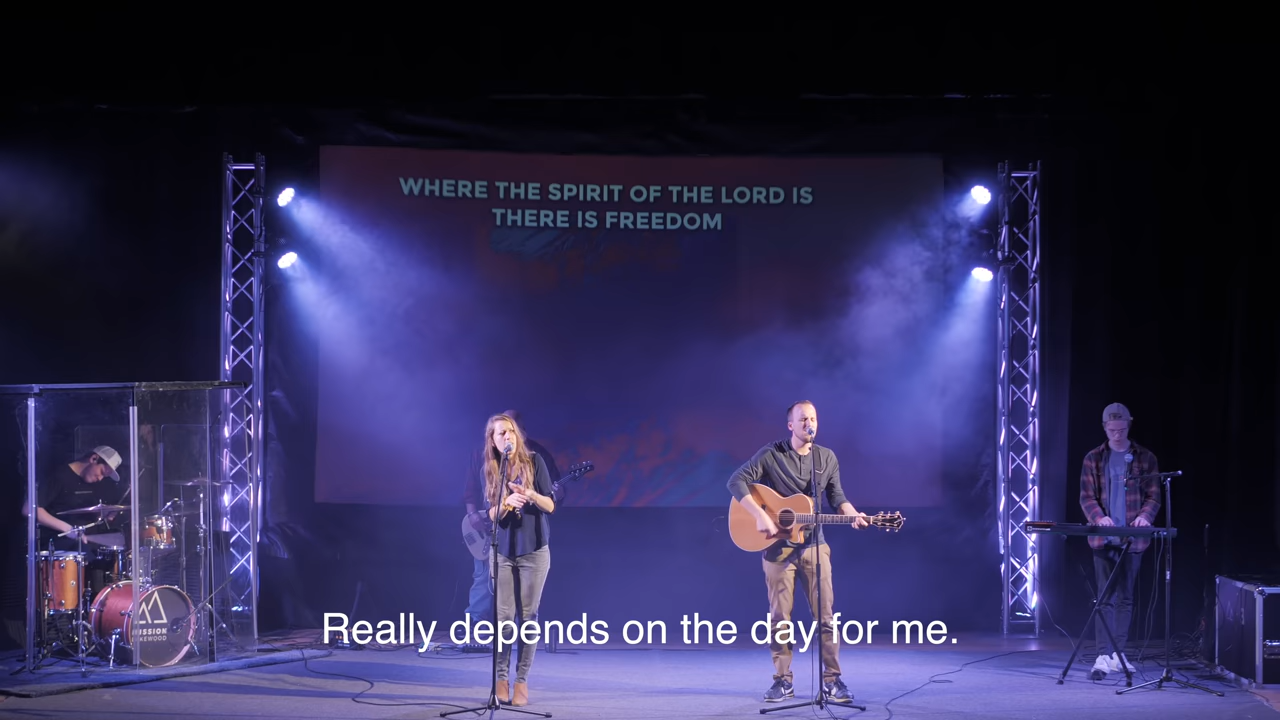 WHERE THE SPIRIT OF THE LORD IS
THERE IS FREEDOM
MISSION
Really depends on the day for me.